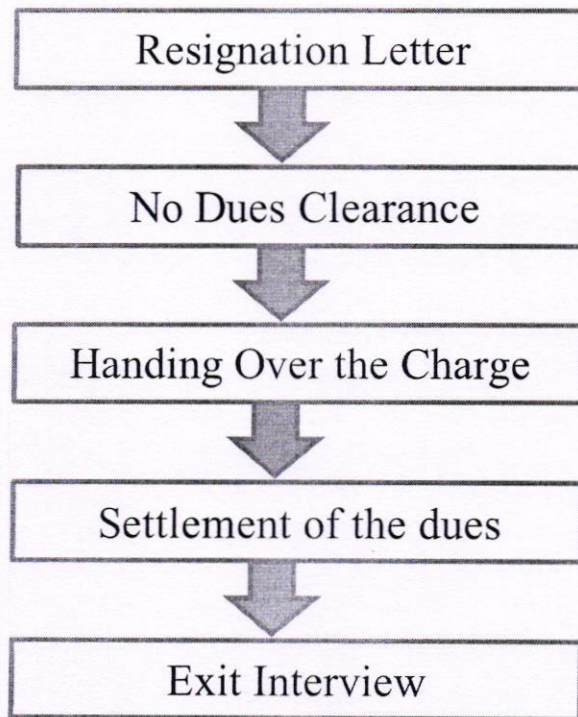 Resignation Letter
No Dues Clearance
Handing Over the Charge
Settlement of the dues
Exit Interview